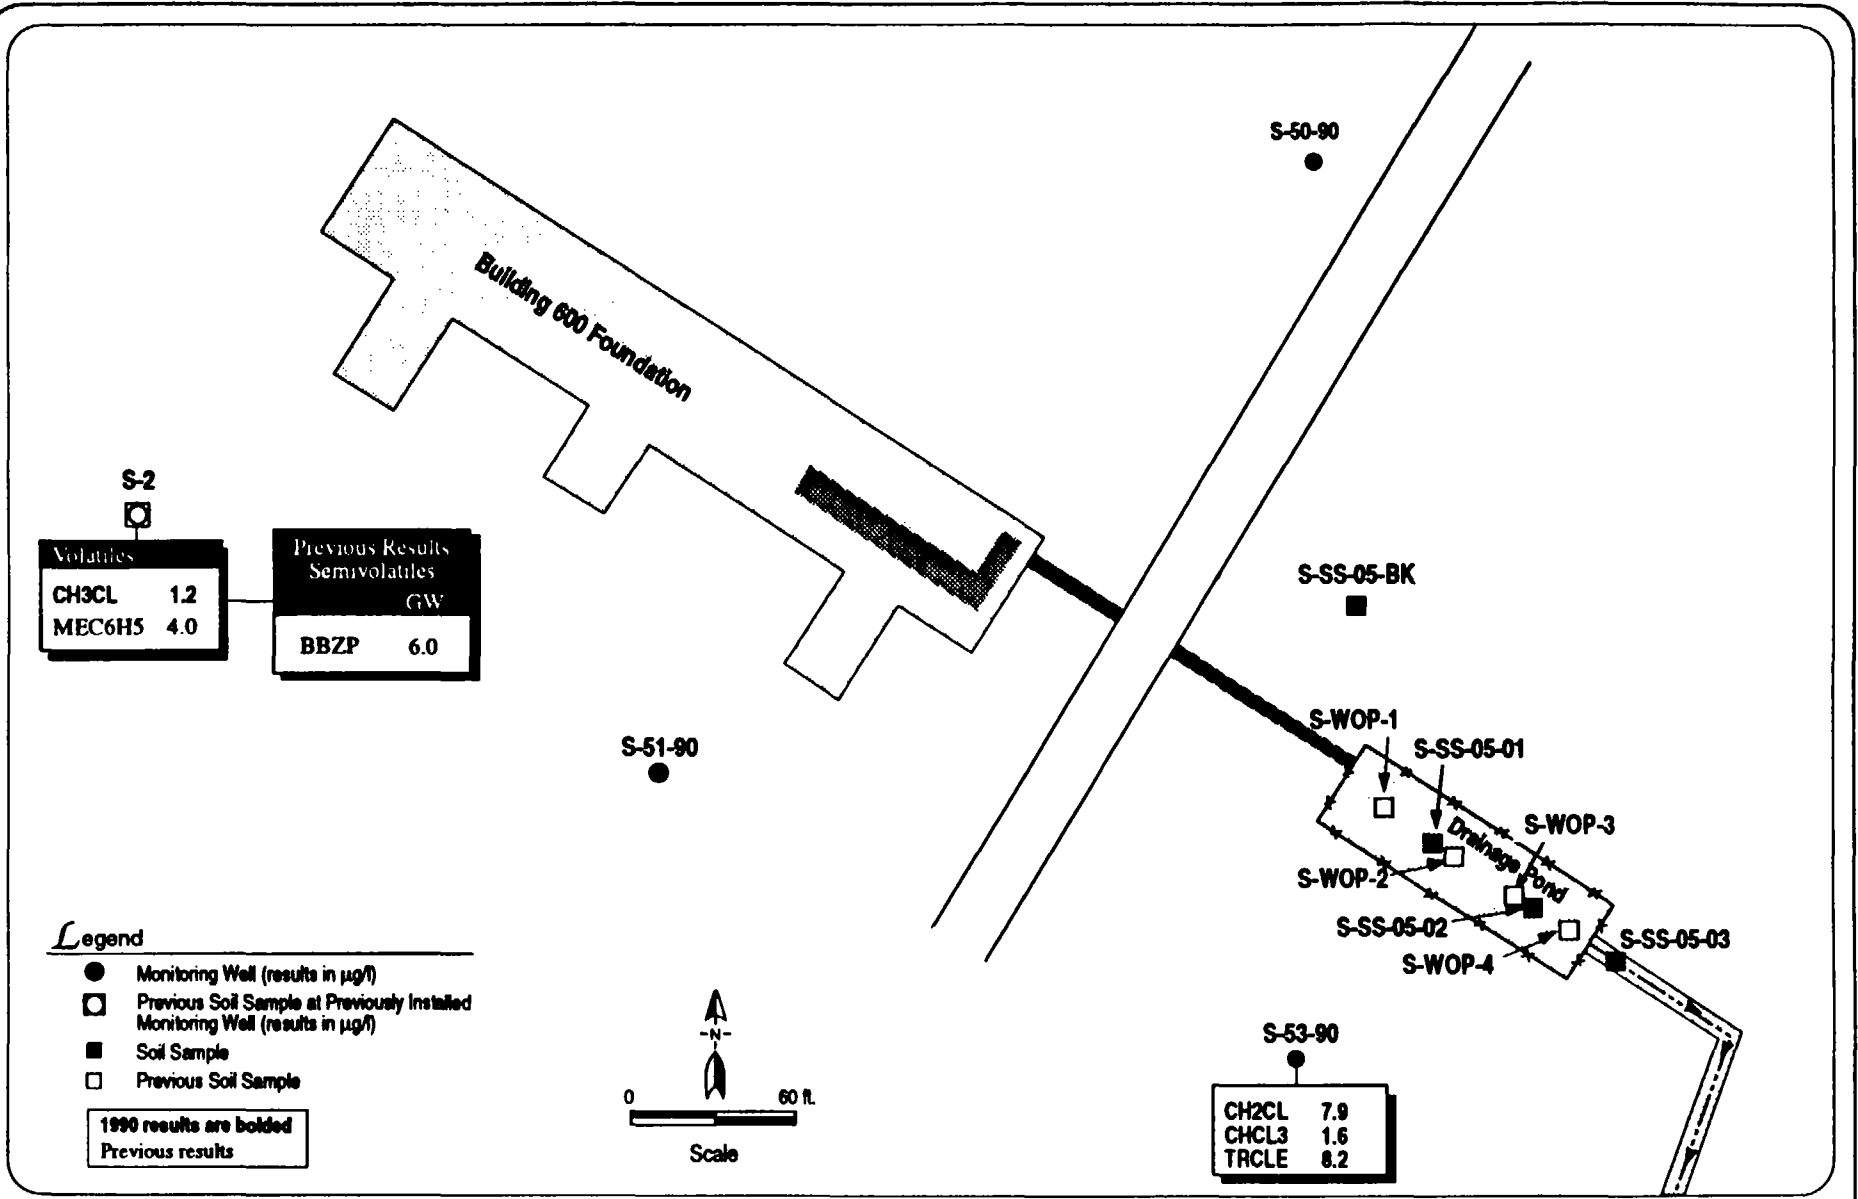 S-50-90
Building 600 Foundation
S-2
Volatiles
CH3CL 1.2
MEC6H5 4.0
Previous Results
Semivolatiles
GW
BBZP 6.0
S-SS-05-BK
S-51-90
S-WOP-1
S-SS-05-01
S-WOP-3
Drainage Pond
S-WOP-2
S-SS-05-02
S-WOP-4
S-SS-05-03
Legend
Monitoring Well (results in µg/l)
Previous Soil Sample at Previously Installed
Monitoring Well (results in µg/l)
Soil Sample
Previous Soil Sample
1990 results are bolded
Previous results
-N-
0 60 ft.
Scale
S-53-90
CH2CL 7.9
CHCL3 1.6
TRCLE 8.2